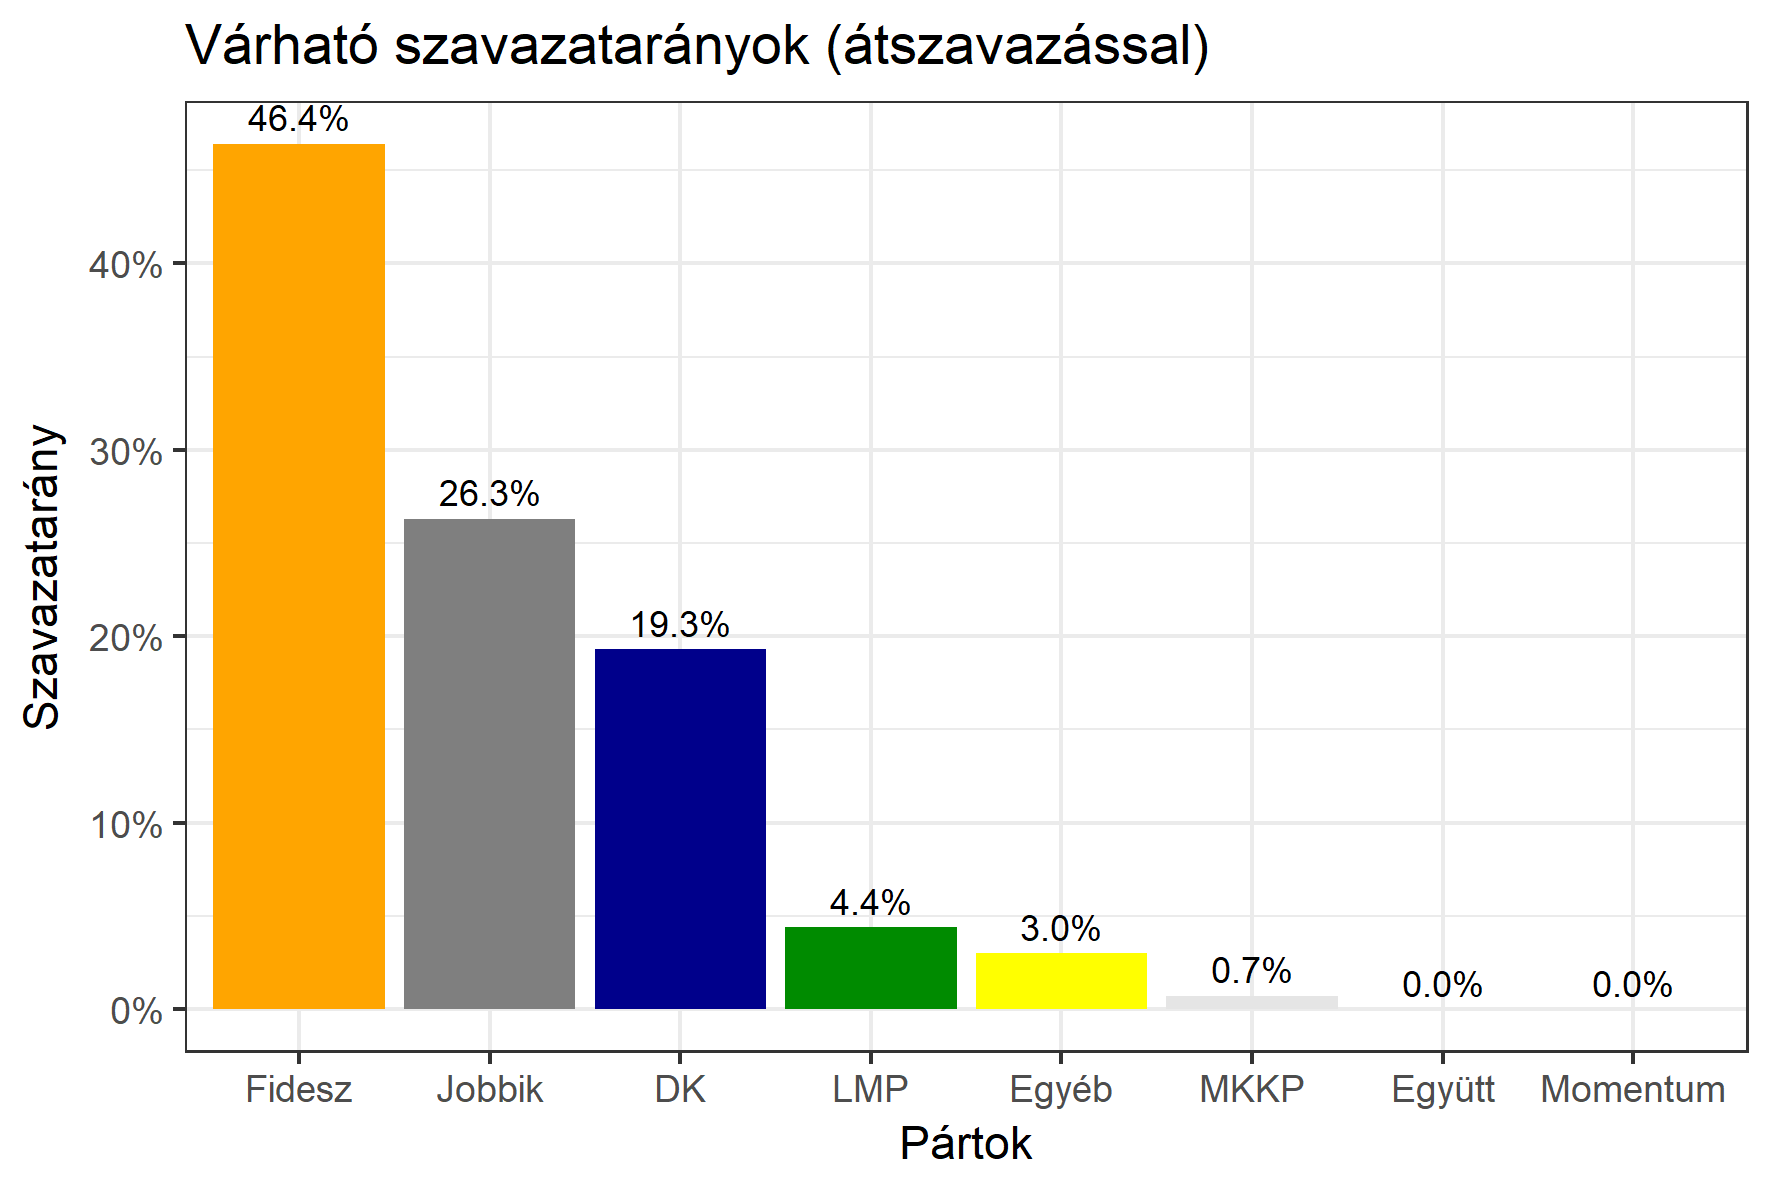 Várható szavazatarányok (átszavazással)
46.4%
26.3%
19.3%
4.4%
3.0%
0.7%
0.0%
0.0%
40%
30%
20%
10%
0%
Szavazatarány
Fidesz
Jobbik
DK
LMP
Egyéb
MKKP
Együtt
Momentum
Pártok